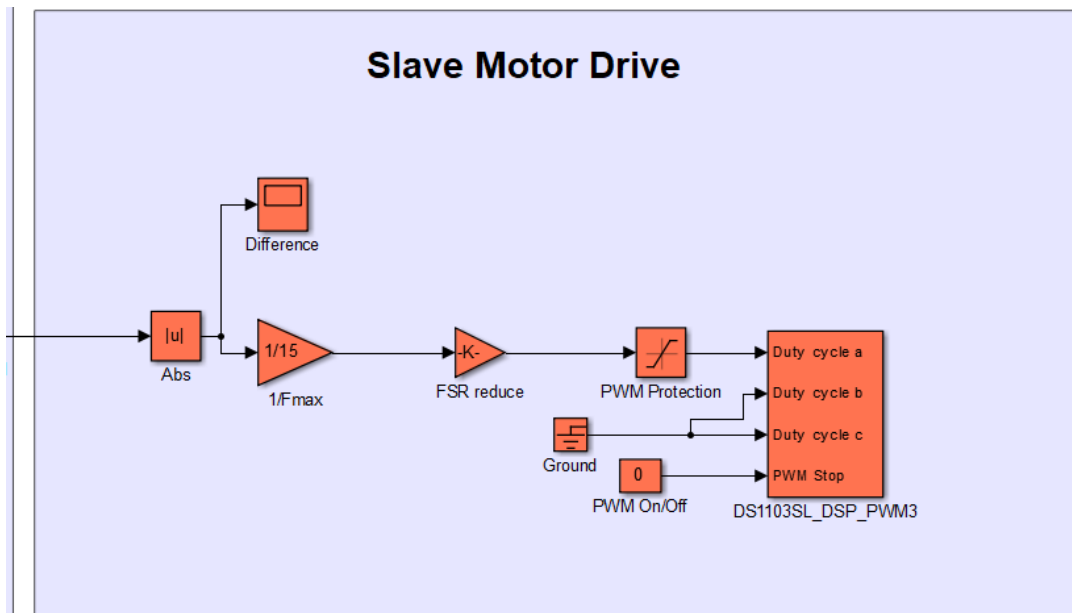 Slave Motor Drive
Difference
|u|
Abs
1/15
1/Fmax
-K-
FSR reduce
PWM Protection
Duty cycle a
Duty cycle b
Duty cycle c
PWM Stop
Ground
0
PWM On/Off
DS1103SL_DSP_PWM3